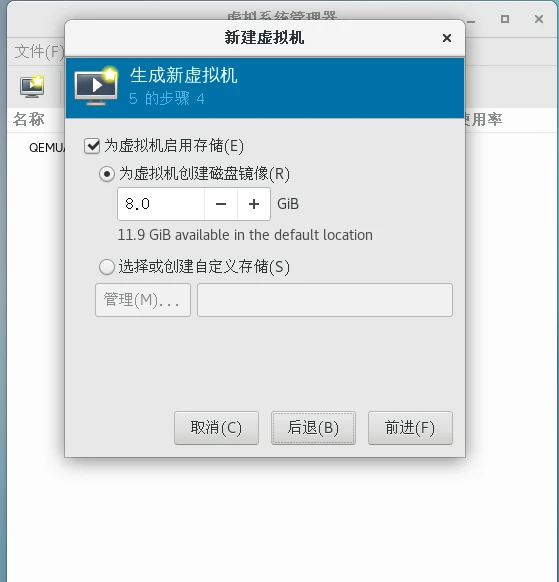 虚拟系统管理器
新建虚拟机
文件(F)
生成新虚拟机
5 的步骤 4
名称
使用率
QEMU
为虚拟机启用存储(E)
为虚拟机创建磁盘镜像(R)
8.0 − + GiB
11.9 GiB available in the default location
选择或创建自定义存储(S)
管理(M)...
取消(C) 后退(B) 前进(F)